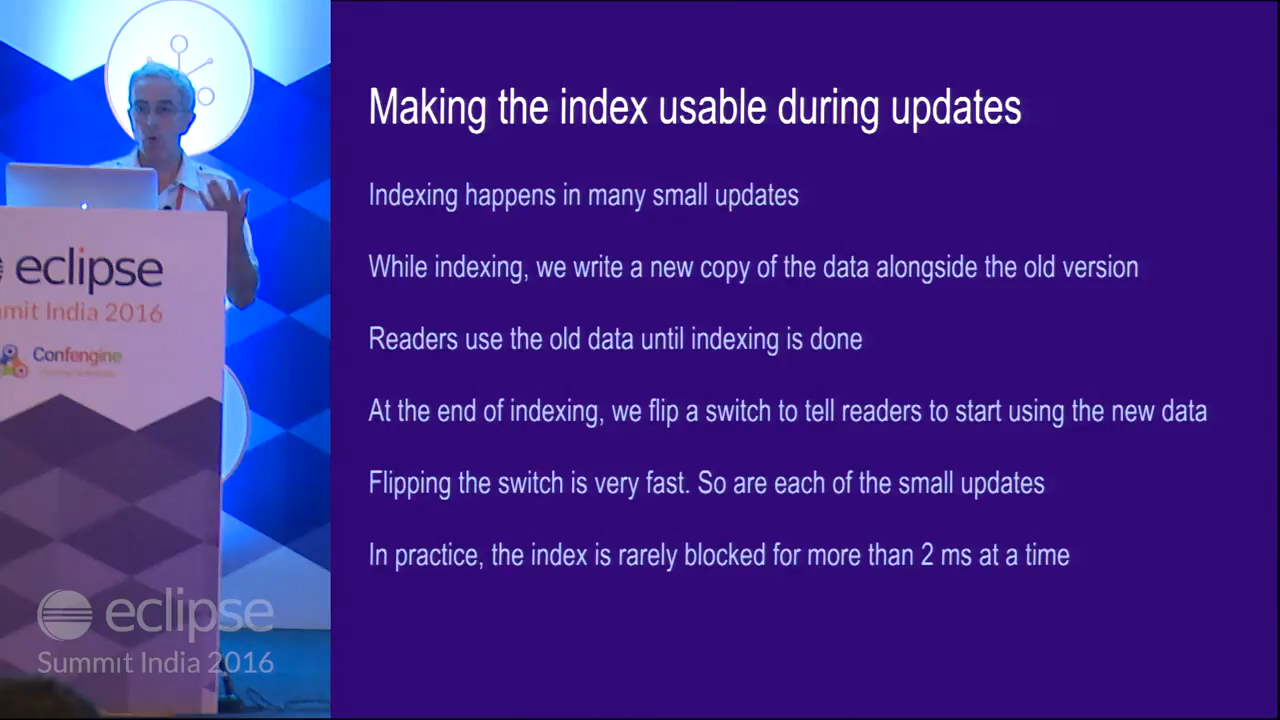 Making the index usable during updates
Indexing happens in many small updates
While indexing, we write a new copy of the data alongside the old version
Readers use the old data until indexing is done
At the end of indexing, we flip a switch to tell readers to start using the new data
Flipping the switch is very fast. So are each of the small updates
In practice, the index is rarely blocked for more than 2 ms at a time
eclipse
mmit India 2016
Confengine
eclipse
Summit India 2016